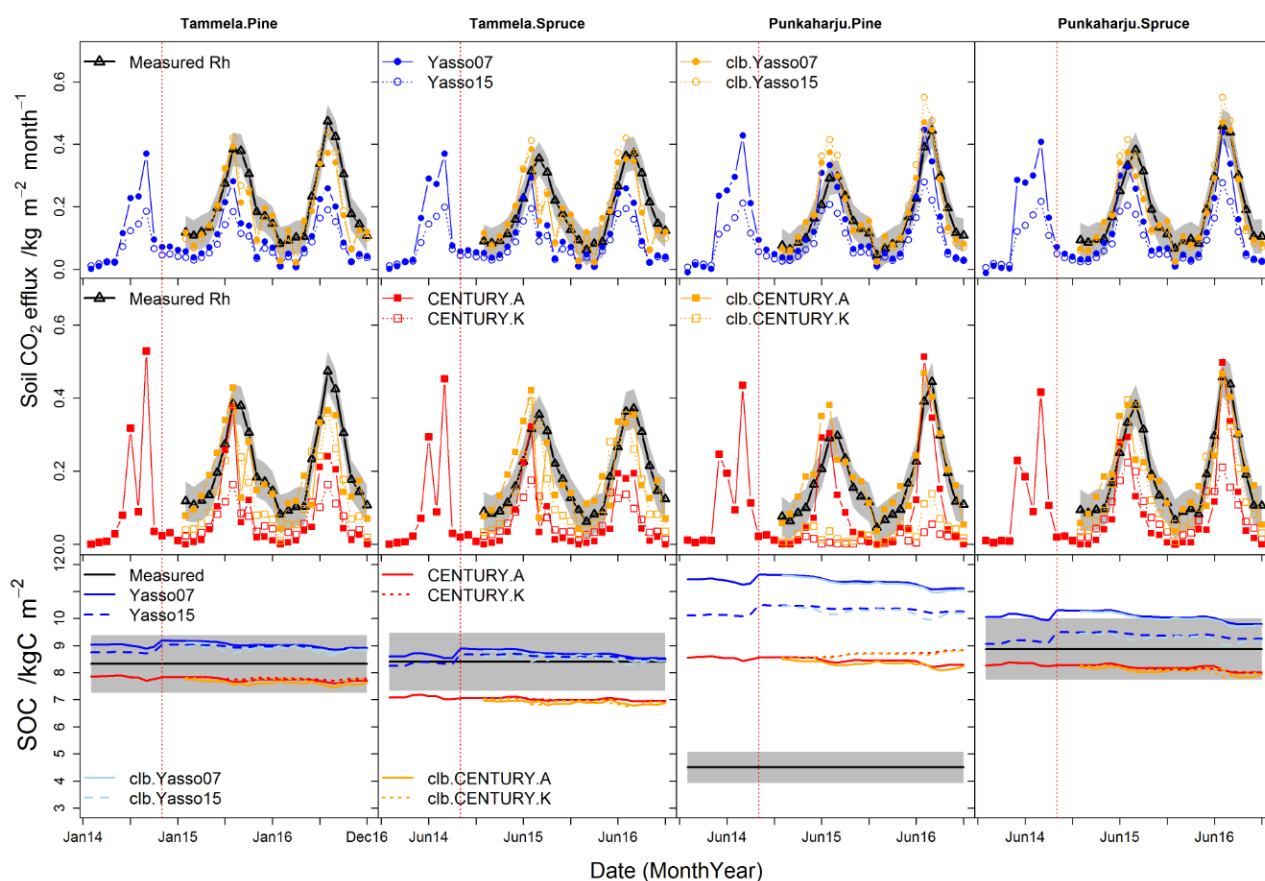 Tammela.Pine
Tammela.Spruce
Punkaharju.Pine
Punkaharju.Spruce
Measured Rh
Yasso07
Yasso15
clb.Yasso07
clb.Yasso15
0.6
0.4
0.2
0.0
Soil CO2 efflux /kg m−2 month−1
Measured Rh
CENTURY.A
CENTURY.K
clb.CENTURY.A
clb.CENTURY.K
0.6
0.4
0.2
0.0
Measured
Yasso07
Yasso15
CENTURY.A
CENTURY.K
12
11
10
9
8
7
6
5
4
3
SOC /kgC m−2
clb.Yasso07
clb.Yasso15
clb.CENTURY.A
clb.CENTURY.K
Jan14 Jan15 Jan16 Dec16
Jun14 Jun15 Jun16
Jun14 Jun15 Jun16
Jun14 Jun15 Jun16
Date (MonthYear)